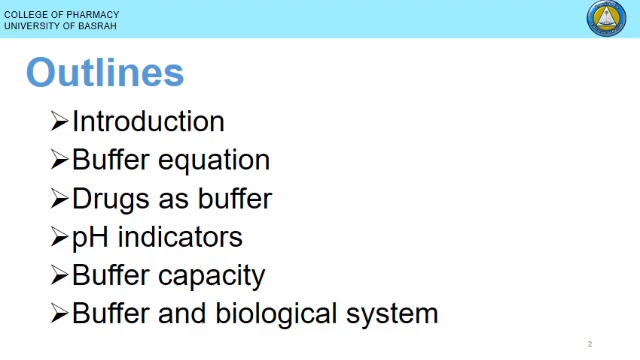 COLLEGE OF PHARMACY
UNIVERSITY OF BASRAH
Outlines
➢Introduction
➢Buffer equation
➢Drugs as buffer
➢pH indicators
➢Buffer capacity
➢Buffer and biological system
2